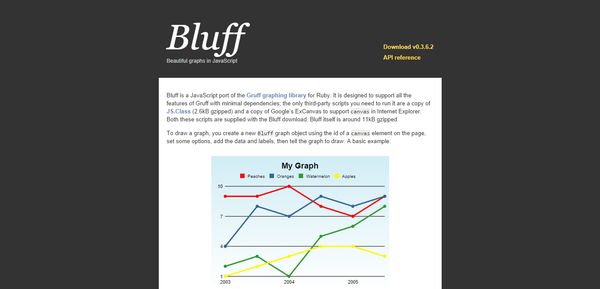 Bluff
Beautiful graphs in JavaScript
Download v0.3.6.2
API reference
Bluff is a JavaScript port of the Gruff graphing library for Ruby. It is designed to support all the
features of Gruff with minimal dependencies; the only third-party scripts you need to run it are a copy of
JS.Class (2.6kB gzipped) and a copy of Google's ExCanvas to support canvas in Internet Explorer.
Both these scripts are supplied with the Bluff download. Bluff itself is around 11kB gzipped.
To draw a graph, you create a new Bluff graph object using the id of a canvas element on the page,
set some options, add the data and labels, then tell the graph to draw. A basic example:
My Graph
Peaches Oranges Watermelon Apples
10
7
4
1
2003 2004 2005